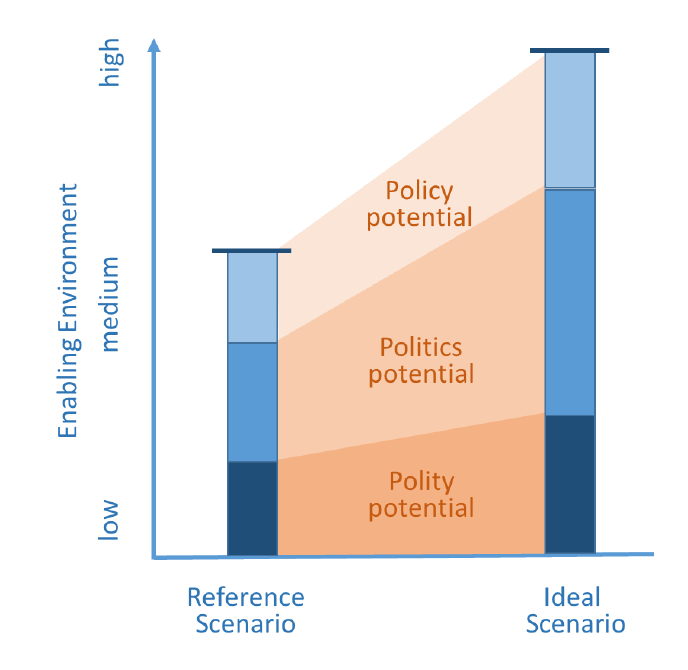 Enabling Environment
high
medium
low
Policy
potential
Politics
potential
Polity
potential
Reference
Scenario
Ideal
Scenario